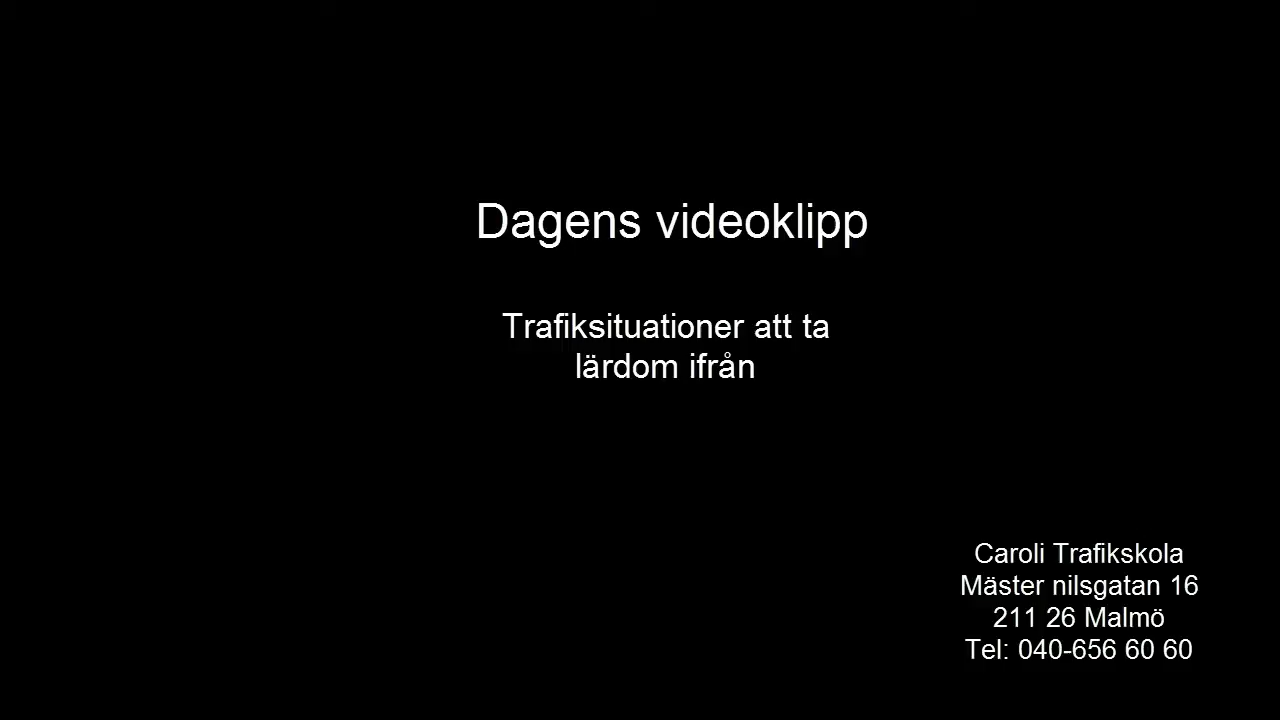 Dagens videoklipp
Trafiksituationer att ta
lärdom ifrån
Caroli Trafikskola
Mäster nilsgatan 16
211 26 Malmö
Tel: 040-656 60 60